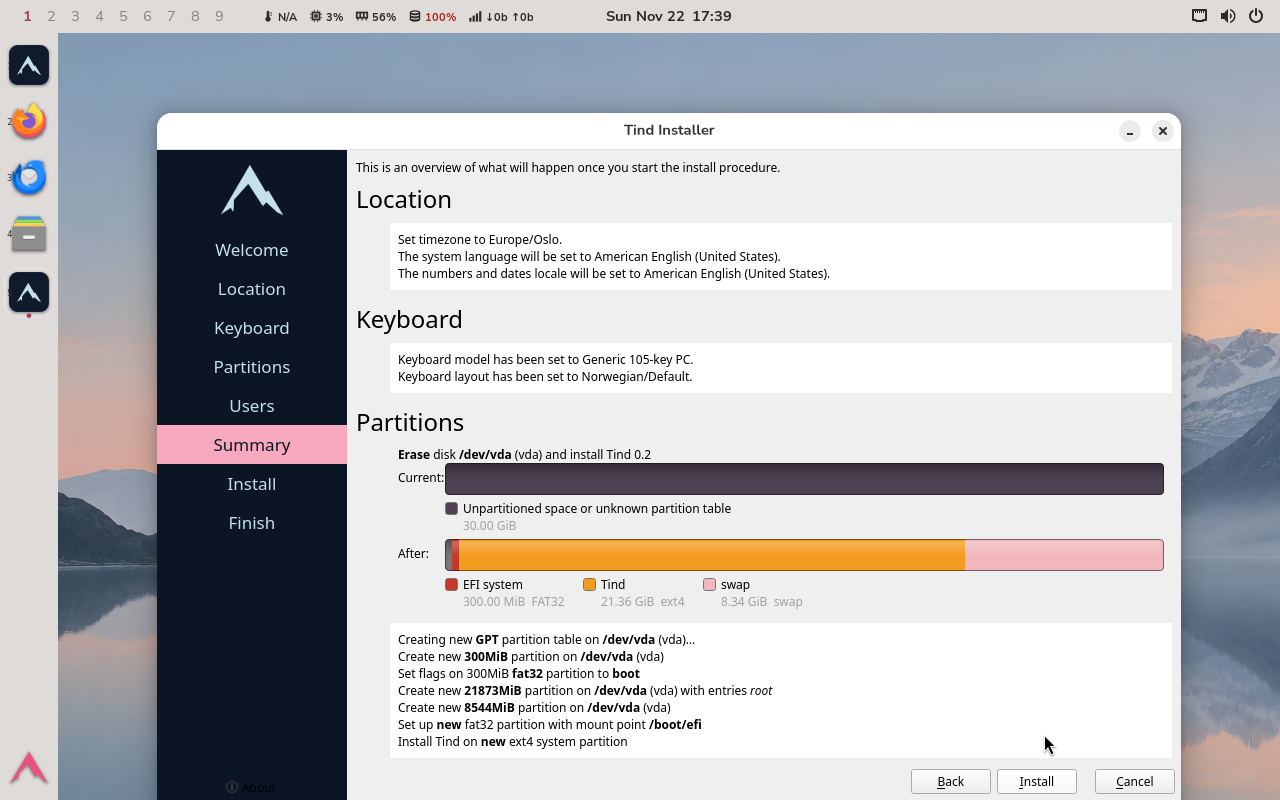 1 2 3 4 5 6 7 8 9 N/A 3% 56% 100% ↓0b ↑0b Sun Nov 22 17:39
Tind Installer
This is an overview of what will happen once you start the install procedure.
Welcome
Location
Keyboard
Partitions
Users
Summary
Install
Finish
About
Location
Set timezone to Europe/Oslo.
The system language will be set to American English (United States).
The numbers and dates locale will be set to American English (United States).
Keyboard
Keyboard model has been set to Generic 105-key PC.
Keyboard layout has been set to Norwegian/Default.
Partitions
Erase disk /dev/vda (vda) and install Tind 0.2
Current:
Unpartitioned space or unknown partition table
30.00 GiB
After:
EFI system Tind swap
300.00 MiB FAT32 21.36 GiB ext4 8.34 GiB swap
Creating new GPT partition table on /dev/vda (vda)...
Create new 300MiB partition on /dev/vda (vda)
Set flags on 300MiB fat32 partition to boot
Create new 21873MiB partition on /dev/vda (vda) with entries root
Create new 8544MiB partition on /dev/vda (vda)
Set up new fat32 partition with mount point /boot/efi
Install Tind on new ext4 system partition
Back Install Cancel
2
3
4